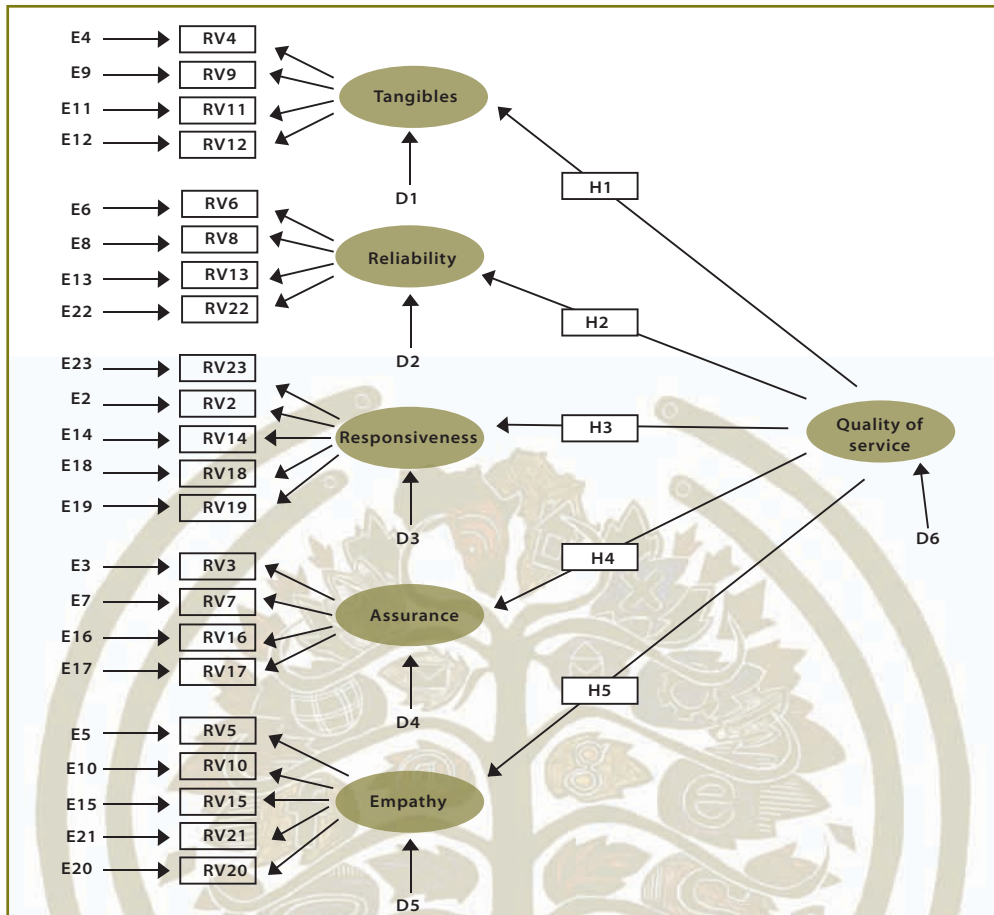 E4 RV4
E9 RV9
E11 RV11
E12 RV12
Tangibles
D1
H1
E6 RV6
E8 RV8
E13 RV13
E22 RV22
Reliability
D2
H2
E23 RV23
E2 RV2
E14 RV14
E18 RV18
E19 RV19
Responsiveness
D3
H3
Quality of
service
D6
E3 RV3
E7 RV7
E16 RV16
E17 RV17
Assurance
D4
H4
E5 RV5
E10 RV10
E15 RV15
E21 RV21
E20 RV20
Empathy
D5
H5